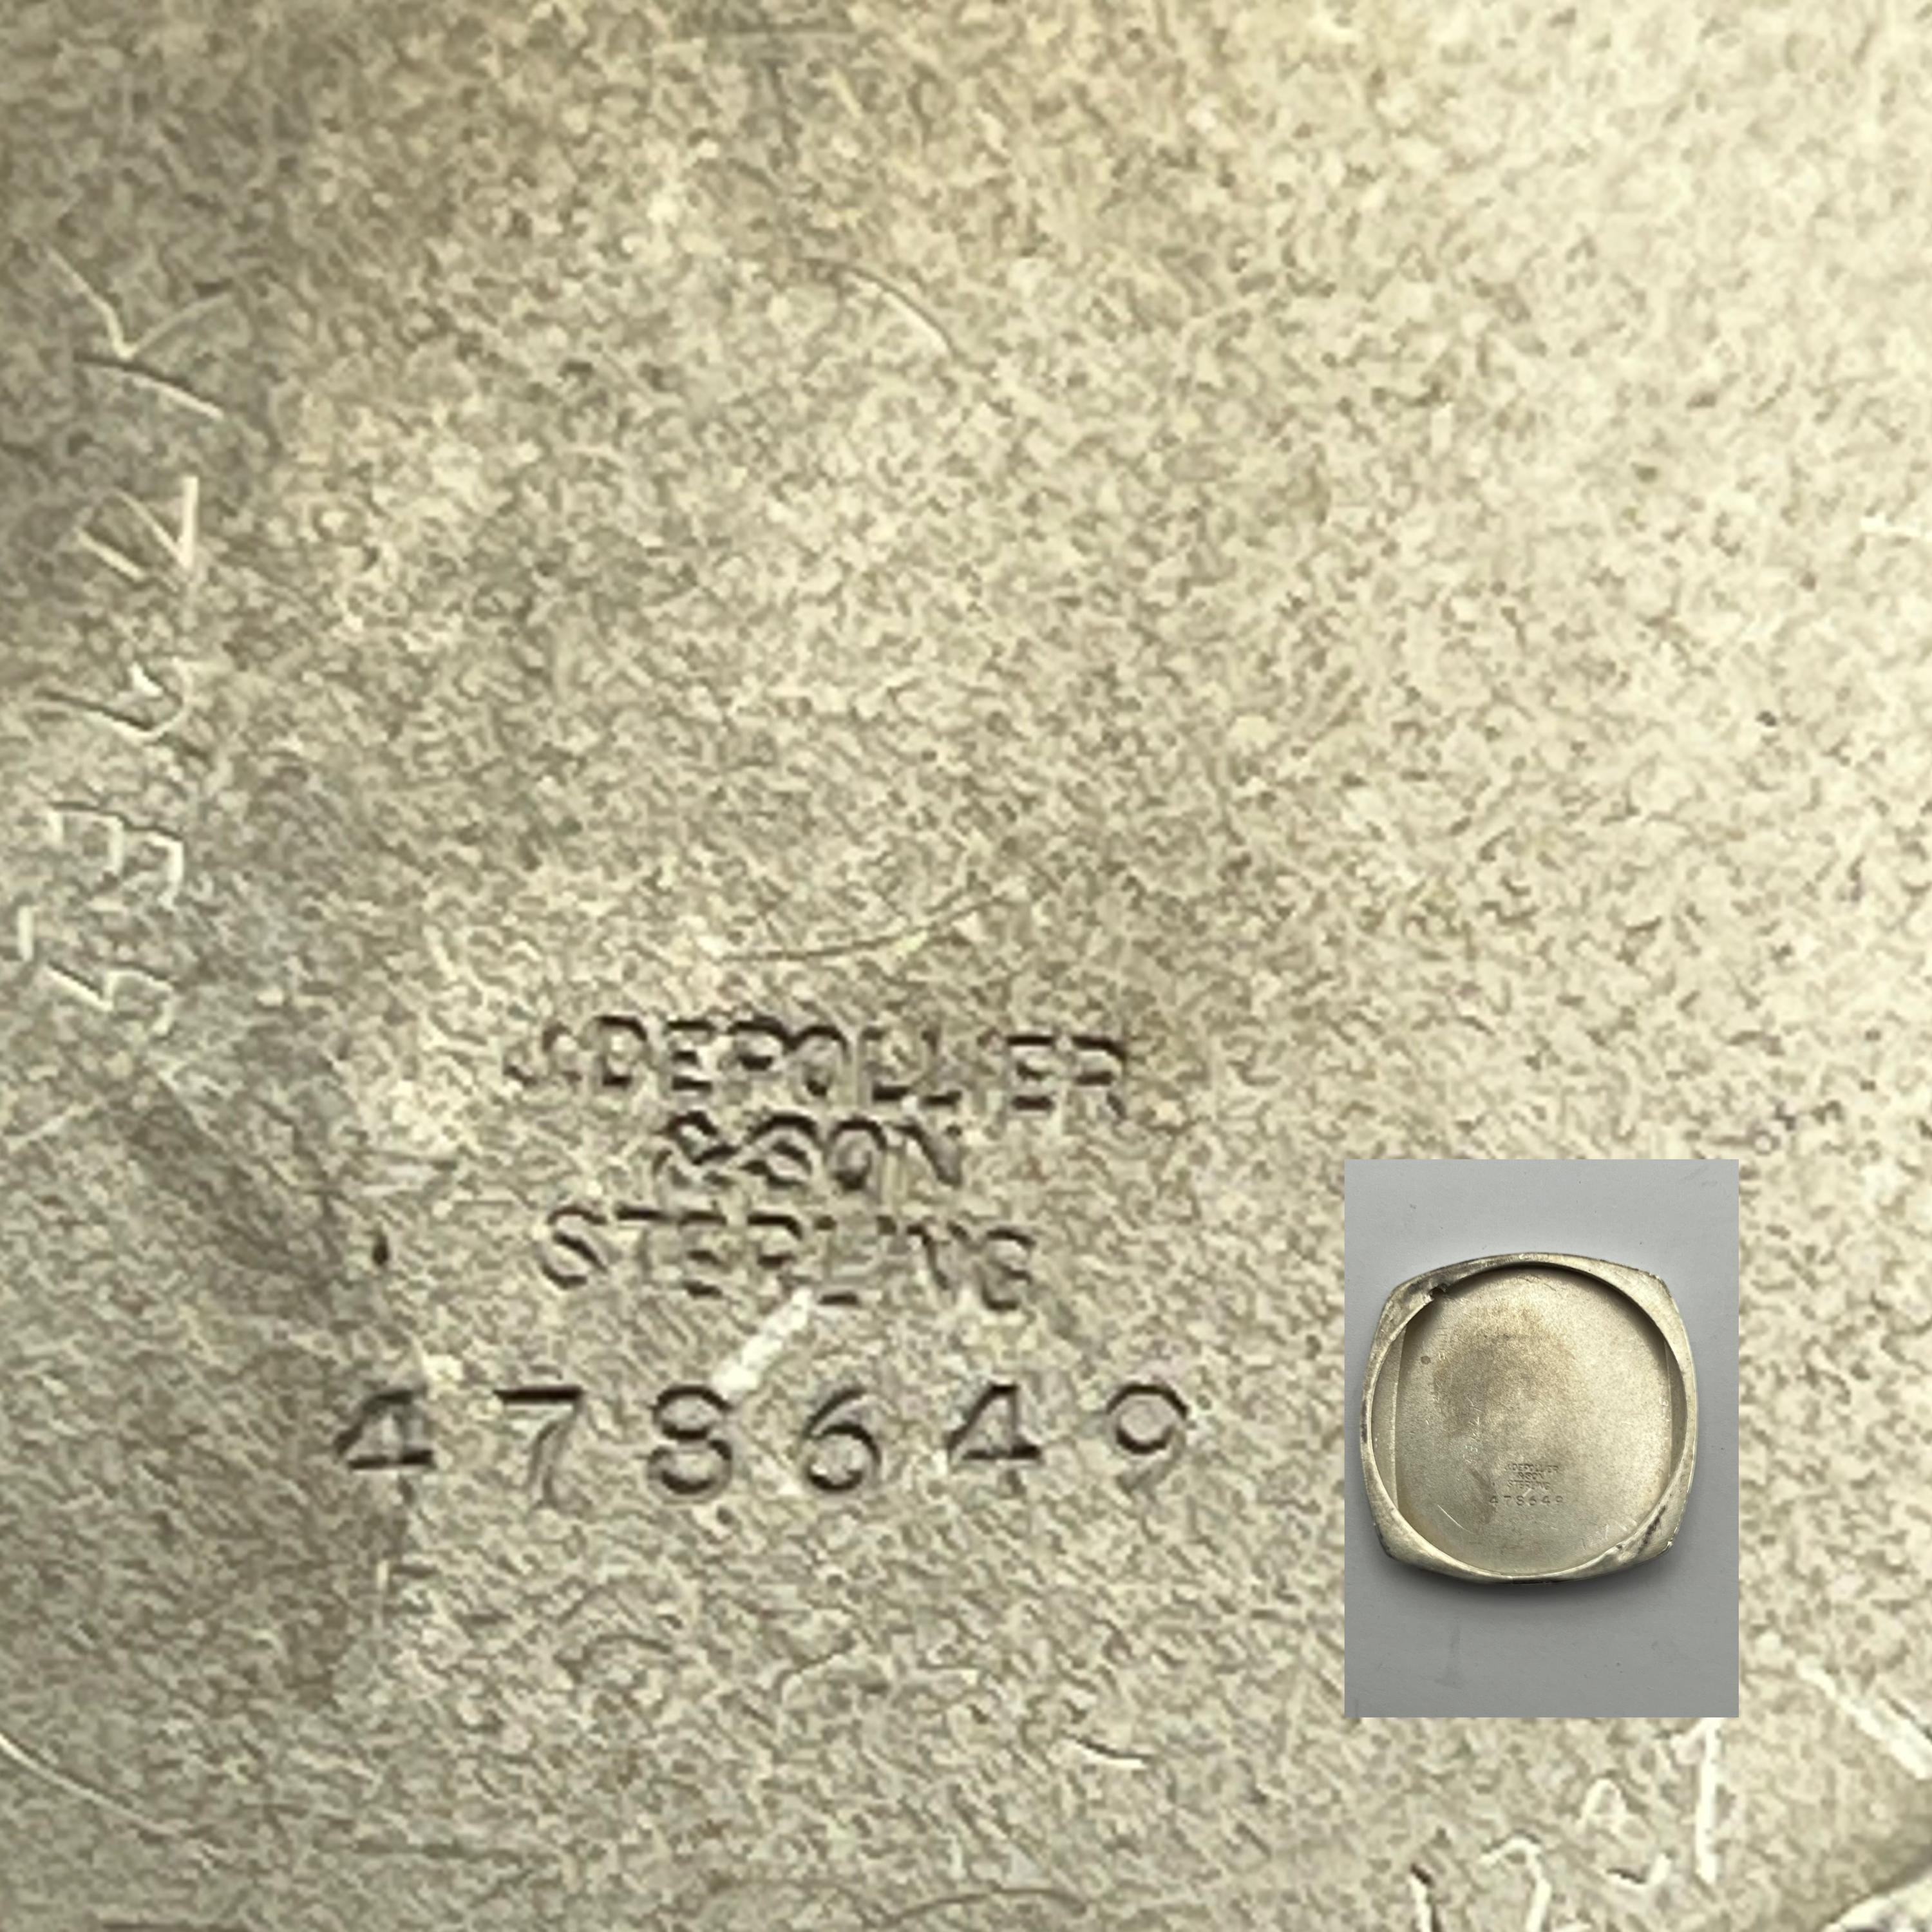 J. DEPOLLIER
& SON
STERLING
478649